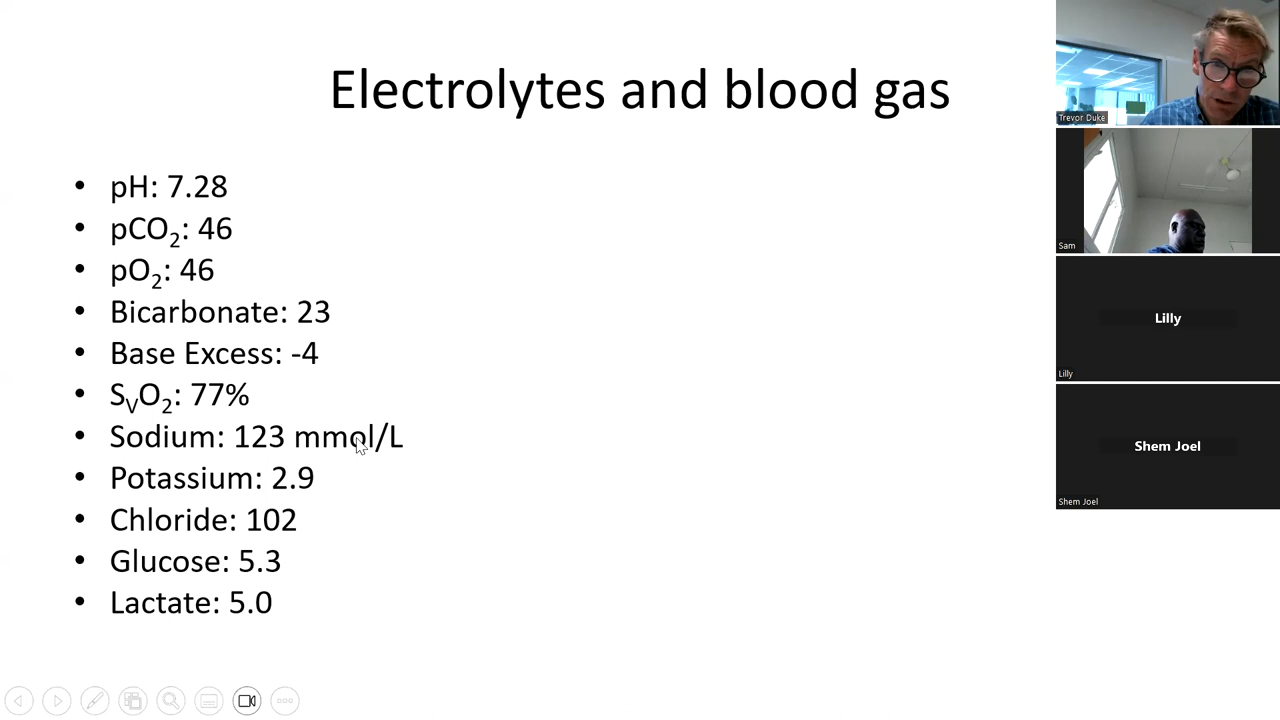 Electrolytes and blood gas
• pH: 7.28
• pCO₂: 46
• pO₂: 46
• Bicarbonate: 23
• Base Excess: -4
• SᵥO₂: 77%
• Sodium: 123 mmol/L
• Potassium: 2.9
• Chloride: 102
• Glucose: 5.3
• Lactate: 5.0
Trevor Duke
Sam
Lilly
Lilly
Shem Joel
Shem Joel